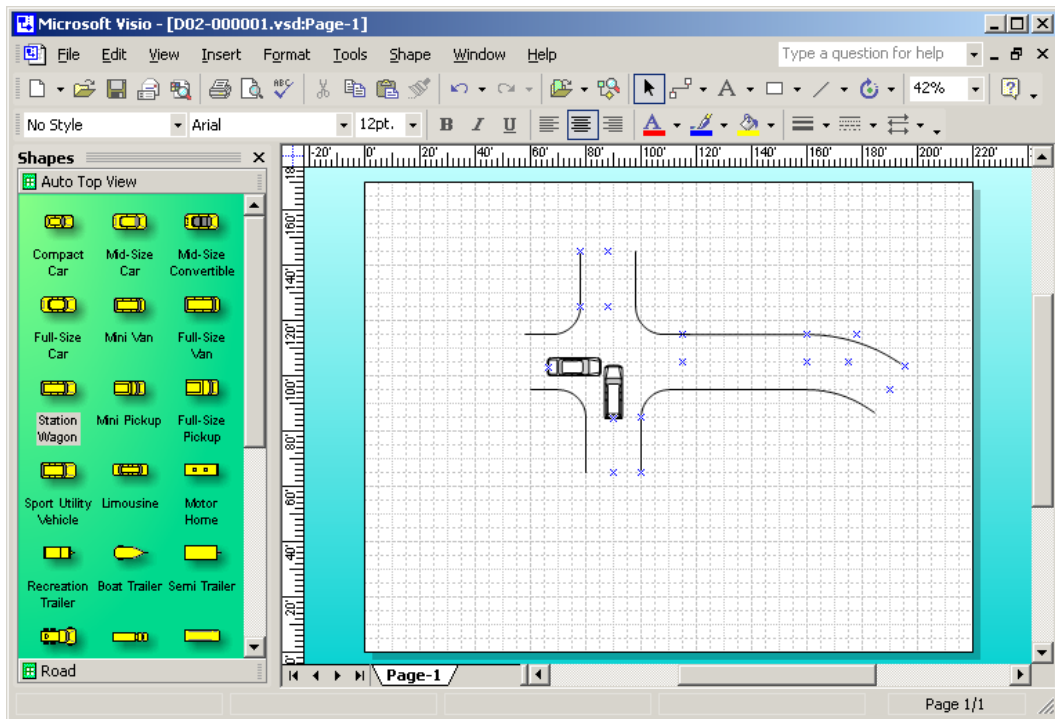 Microsoft Visio - [D02-000001.vsd:Page-1]
File Edit View Insert Format Tools Shape Window Help
Type a question for help
ABC
A
42%
No Style
Arial
12pt.
B I U
A
Shapes
Auto Top View
Compact Car
Mid-Size Car
Mid-Size Convertible
Full-Size Car
Mini Van
Full-Size Van
Station Wagon
Mini Pickup
Full-Size Pickup
Sport Utility Vehicle
Limousine
Motor Home
Recreation Trailer
Boat Trailer
Semi Trailer
Road
-20' 0' 20' 40' 60' 80' 100' 120' 140' 160' 180' 200' 220'
160'
140'
120'
100'
80'
60'
40'
20'
0'
Page-1
Page 1/1